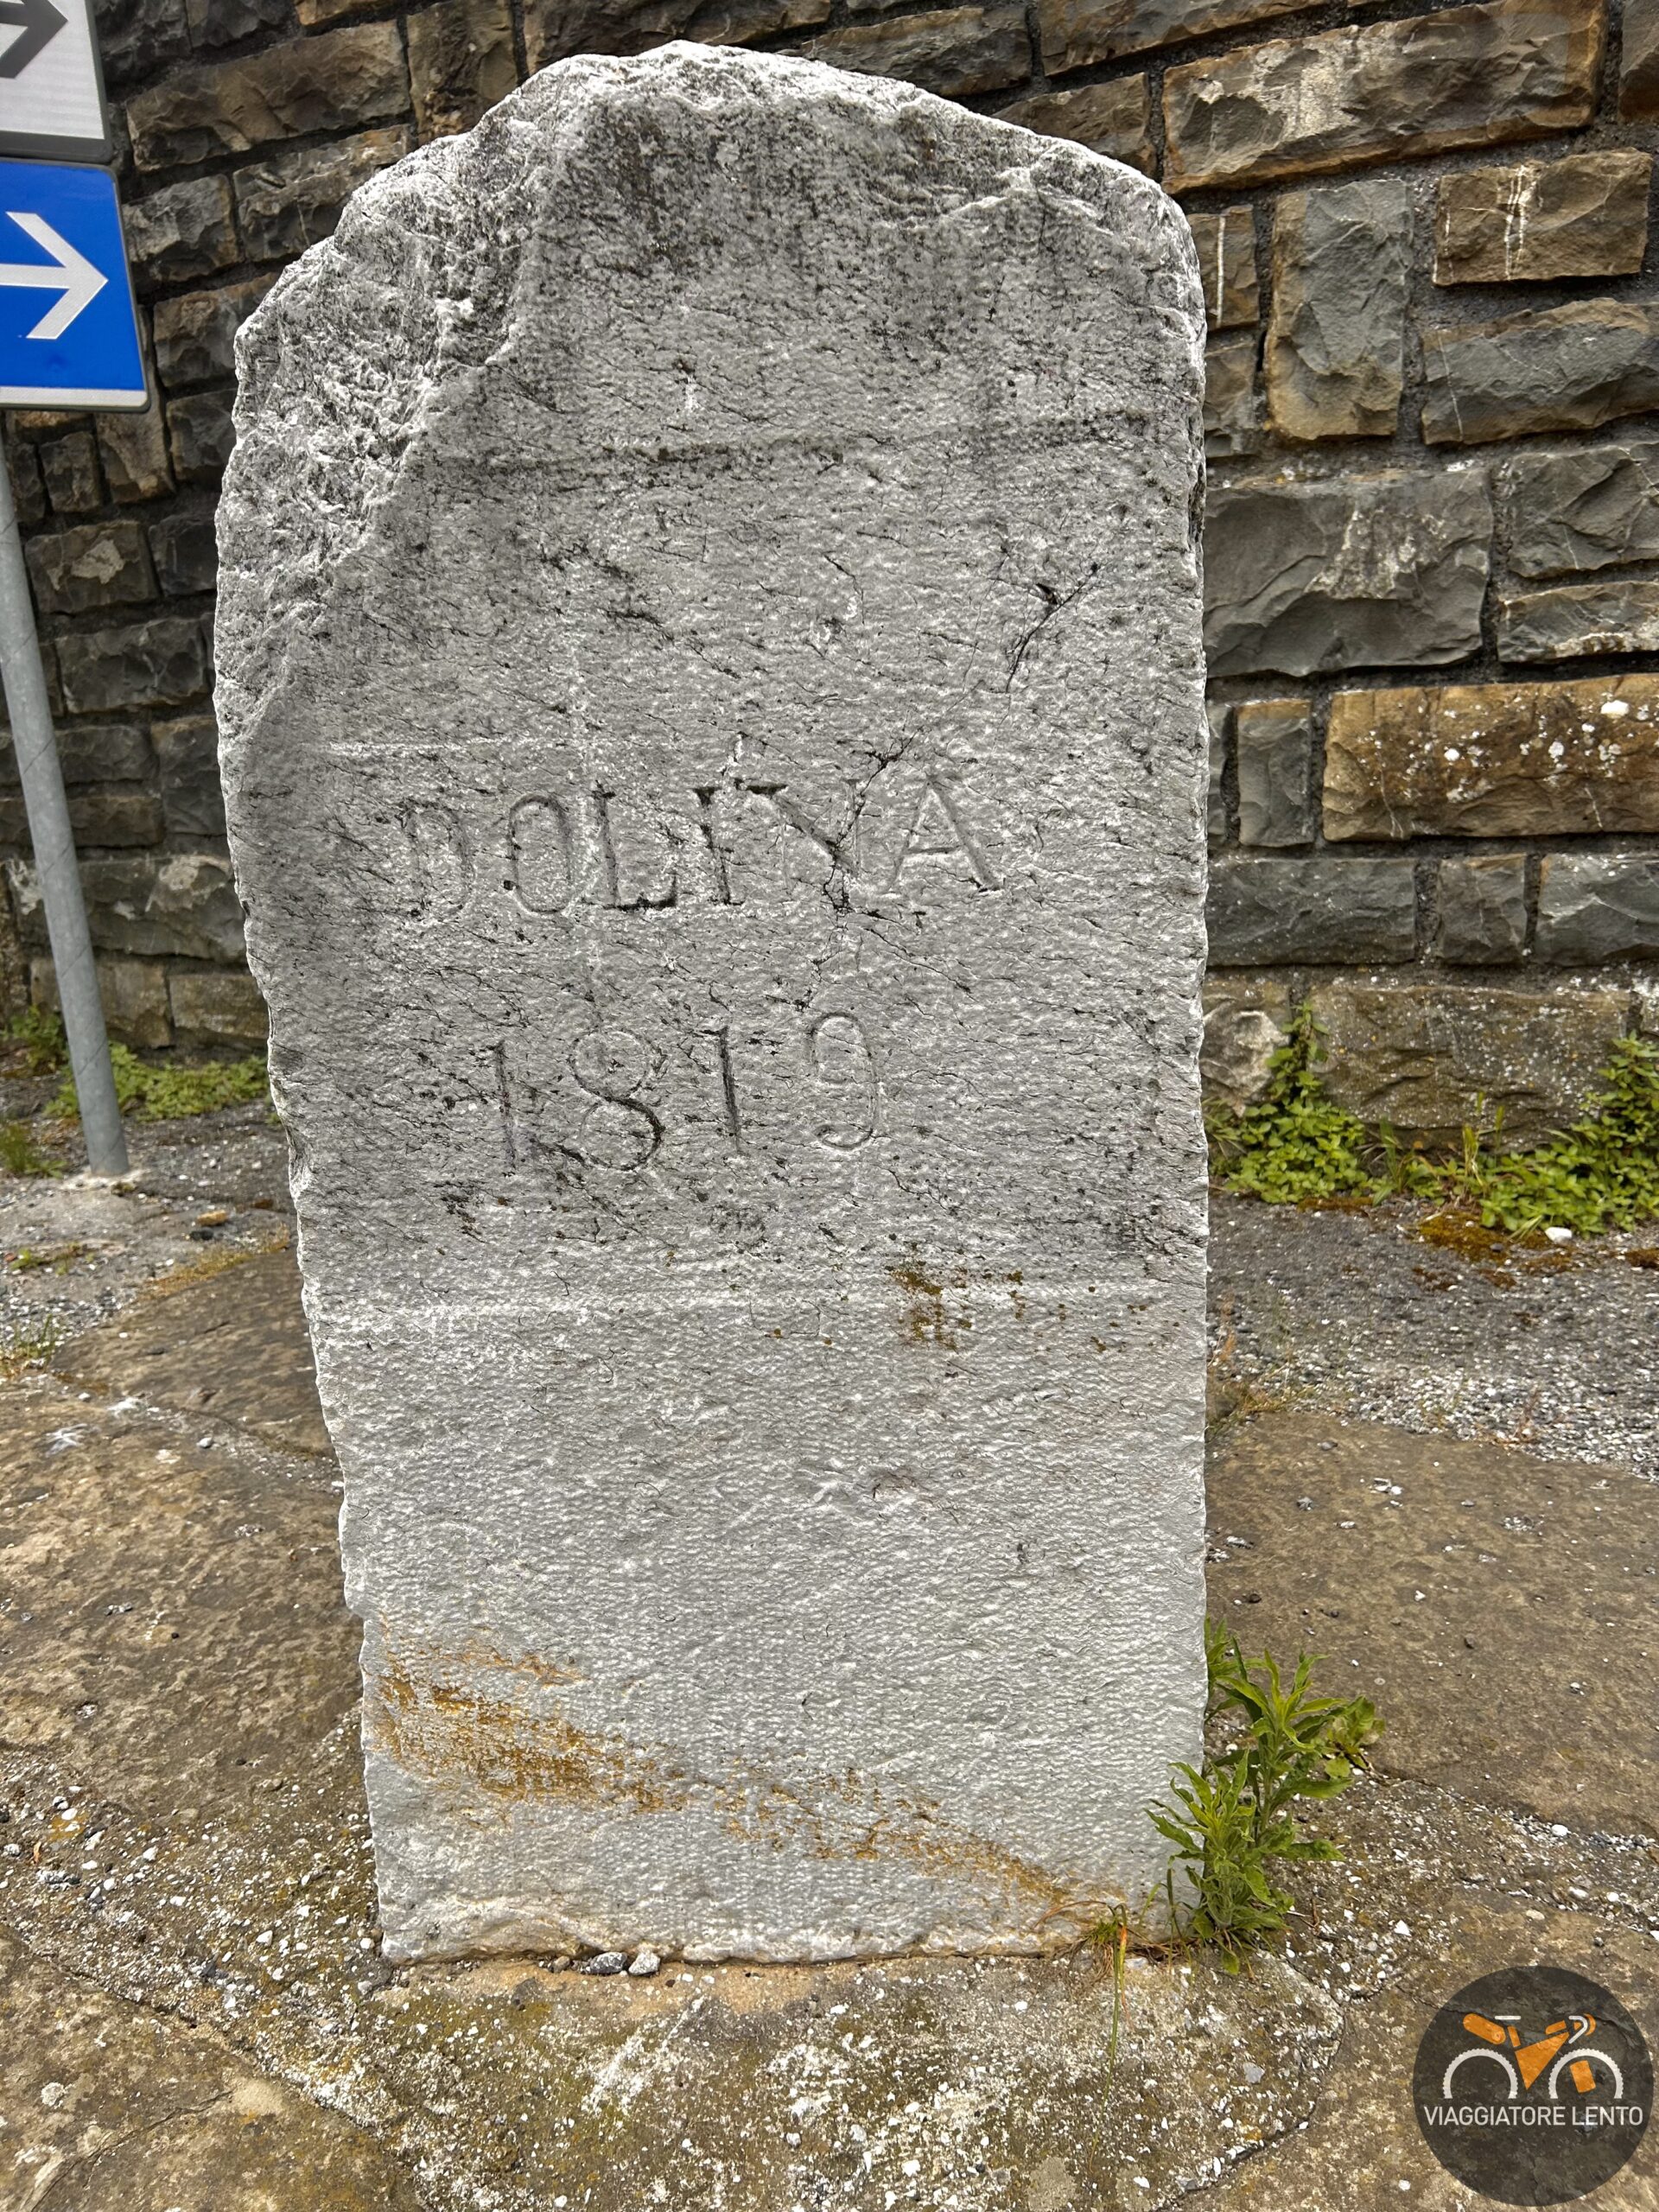 DOLINA
1819
VIAGGIATORE LENTO